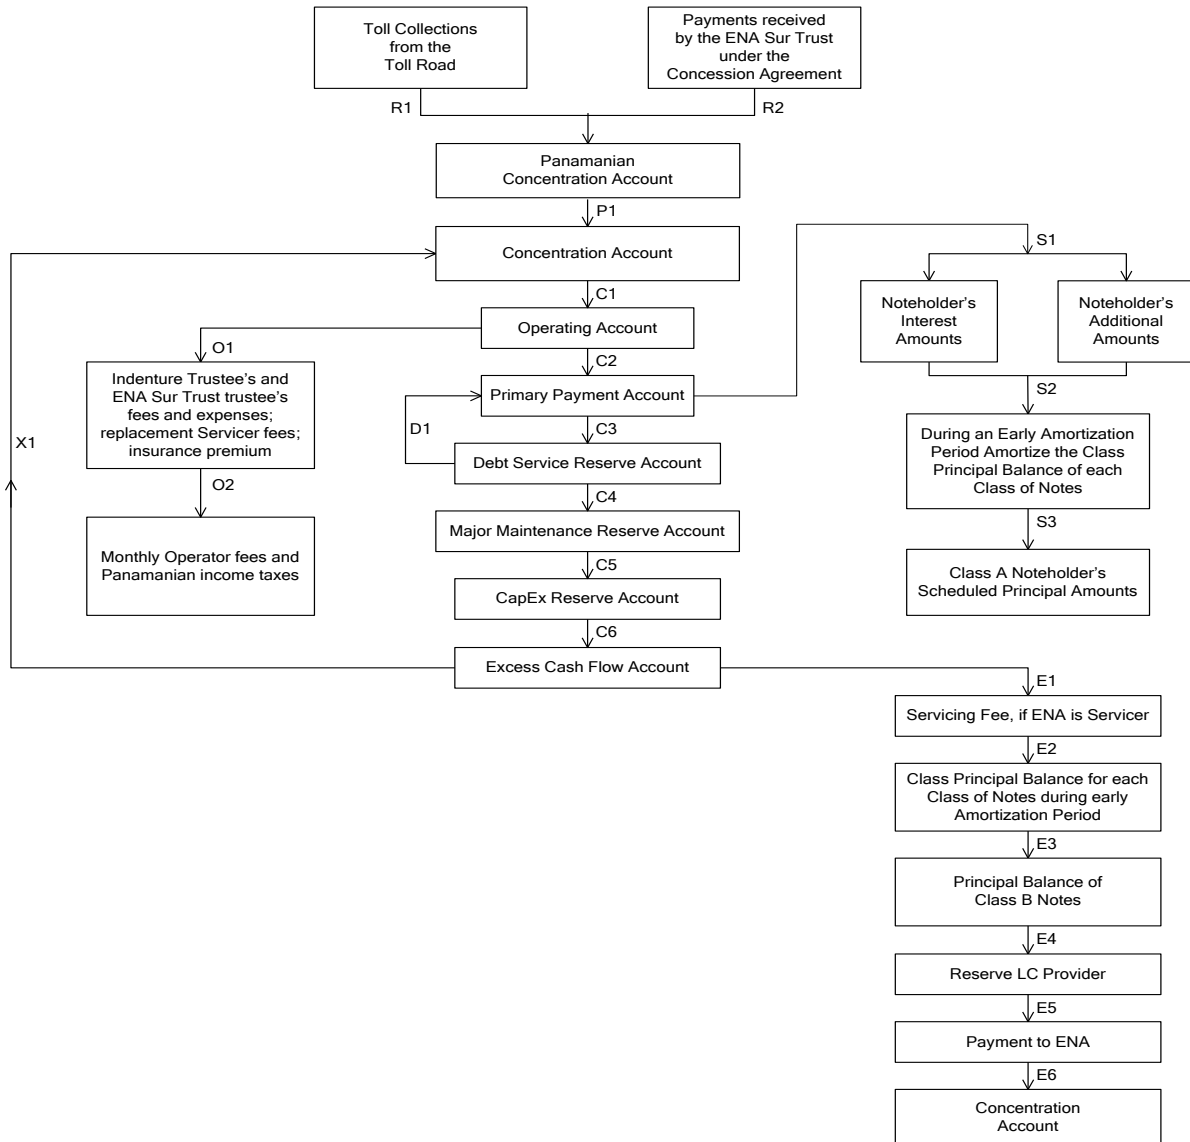 Toll Collections
from the
Toll Road
Payments received
by the ENA Sur Trust
under the
Concession Agreement
R1
R2
Panamanian
Concentration Account
P1
Concentration Account
S1
C1
Noteholder's
Interest
Amounts
Noteholder's
Additional
Amounts
Operating Account
O1
C2
Indenture Trustee's and
ENA Sur Trust trustee's
fees and expenses;
replacement Servicer fees;
insurance premium
Primary Payment Account
S2
X1
D1
C3
During an Early Amortization
Period Amortize the Class
Principal Balance of each
Class of Notes
Debt Service Reserve Account
O2
C4
S3
Major Maintenance Reserve Account
Monthly Operator fees and
Panamanian income taxes
C5
Class A Noteholder's
Scheduled Principal Amounts
CapEx Reserve Account
C6
Excess Cash Flow Account
E1
Servicing Fee, if ENA is Servicer
E2
Class Principal Balance for each
Class of Notes during early
Amortization Period
E3
Principal Balance of
Class B Notes
E4
Reserve LC Provider
E5
Payment to ENA
E6
Concentration
Account